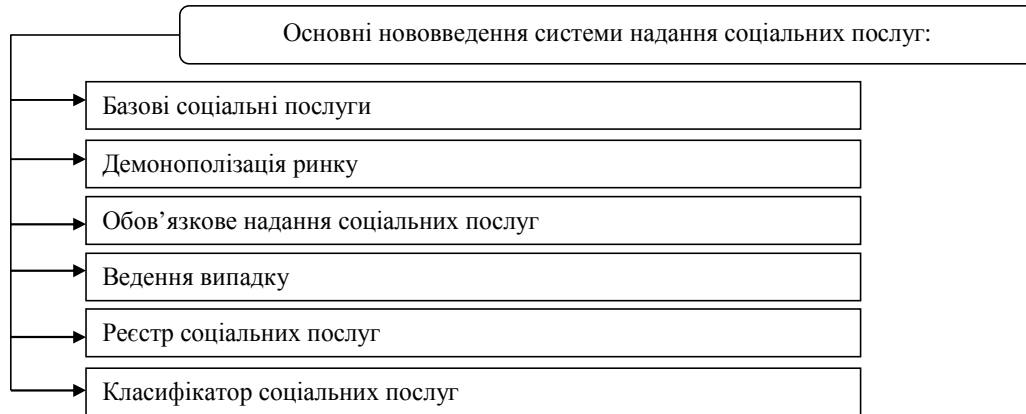 Основні нововведення системи надання соціальних послуг:
Базові соціальні послуги
Демонополізація ринку
Обов’язкове надання соціальних послуг
Ведення випадку
Реєстр соціальних послуг
Класифікатор соціальних послуг